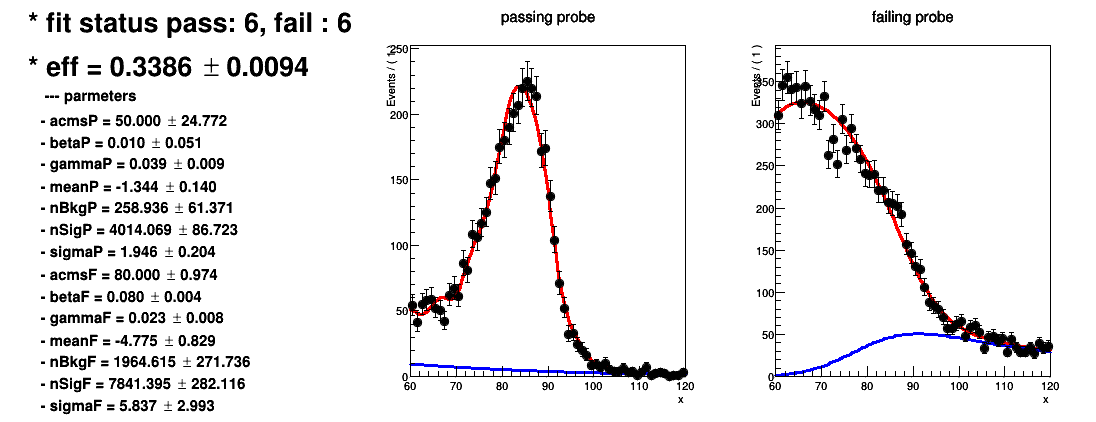 * fit status pass: 6, fail : 6
* eff = 0.3386 ± 0.0094
--- parmeters
- acmsP = 50.000 ± 24.772
- betaP = 0.010 ± 0.051
- gammaP = 0.039 ± 0.009
- meanP = -1.344 ± 0.140
- nBkgP = 258.936 ± 61.371
- nSigP = 4014.069 ± 86.723
- sigmaP = 1.946 ± 0.204
- acmsF = 80.000 ± 0.974
- betaF = 0.080 ± 0.004
- gammaF = 0.023 ± 0.008
- meanF = -4.775 ± 0.829
- nBkgF = 1964.615 ± 271.736
- nSigF = 7841.395 ± 282.116
- sigmaF = 5.837 ± 2.993
passing probe
Events / ( 1 )
250
200
150
100
50
0
60 70 80 90 100 110 120
x
failing probe
Events / ( 1 )
350
300
250
200
150
100
50
0
60 70 80 90 100 110 120
x